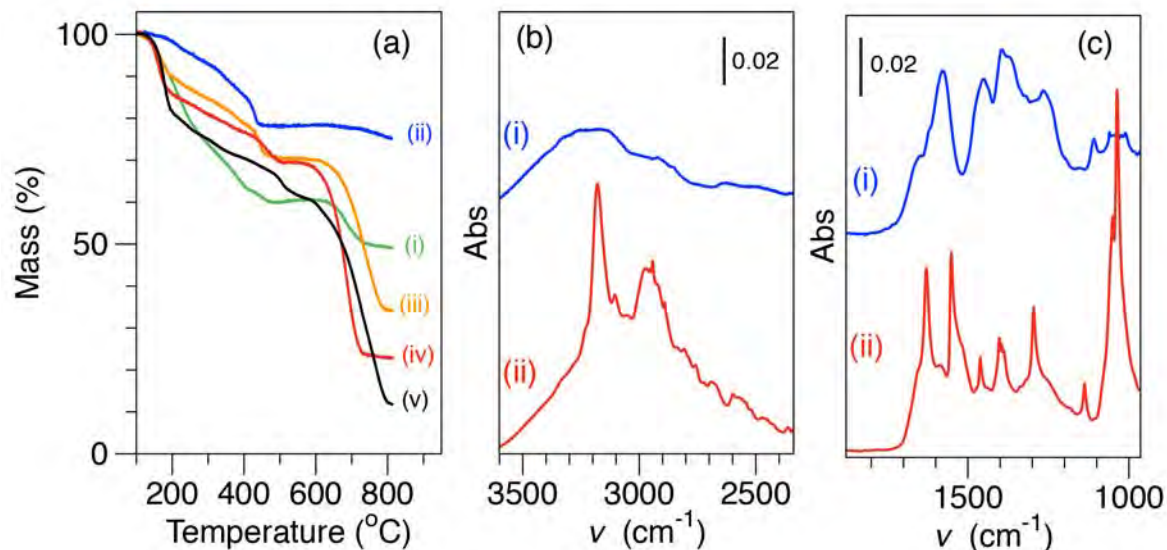 (a)
100
50
0
Mass (%)
(ii)
(i)
(iii)
(iv)
(v)
200 400 600 800
Temperature (°C)
(b)
0.02
(i)
(ii)
Abs
3500 3000 2500
ν (cm⁻¹)
(c)
0.02
(i)
(ii)
Abs
1500 1000
ν (cm⁻¹)